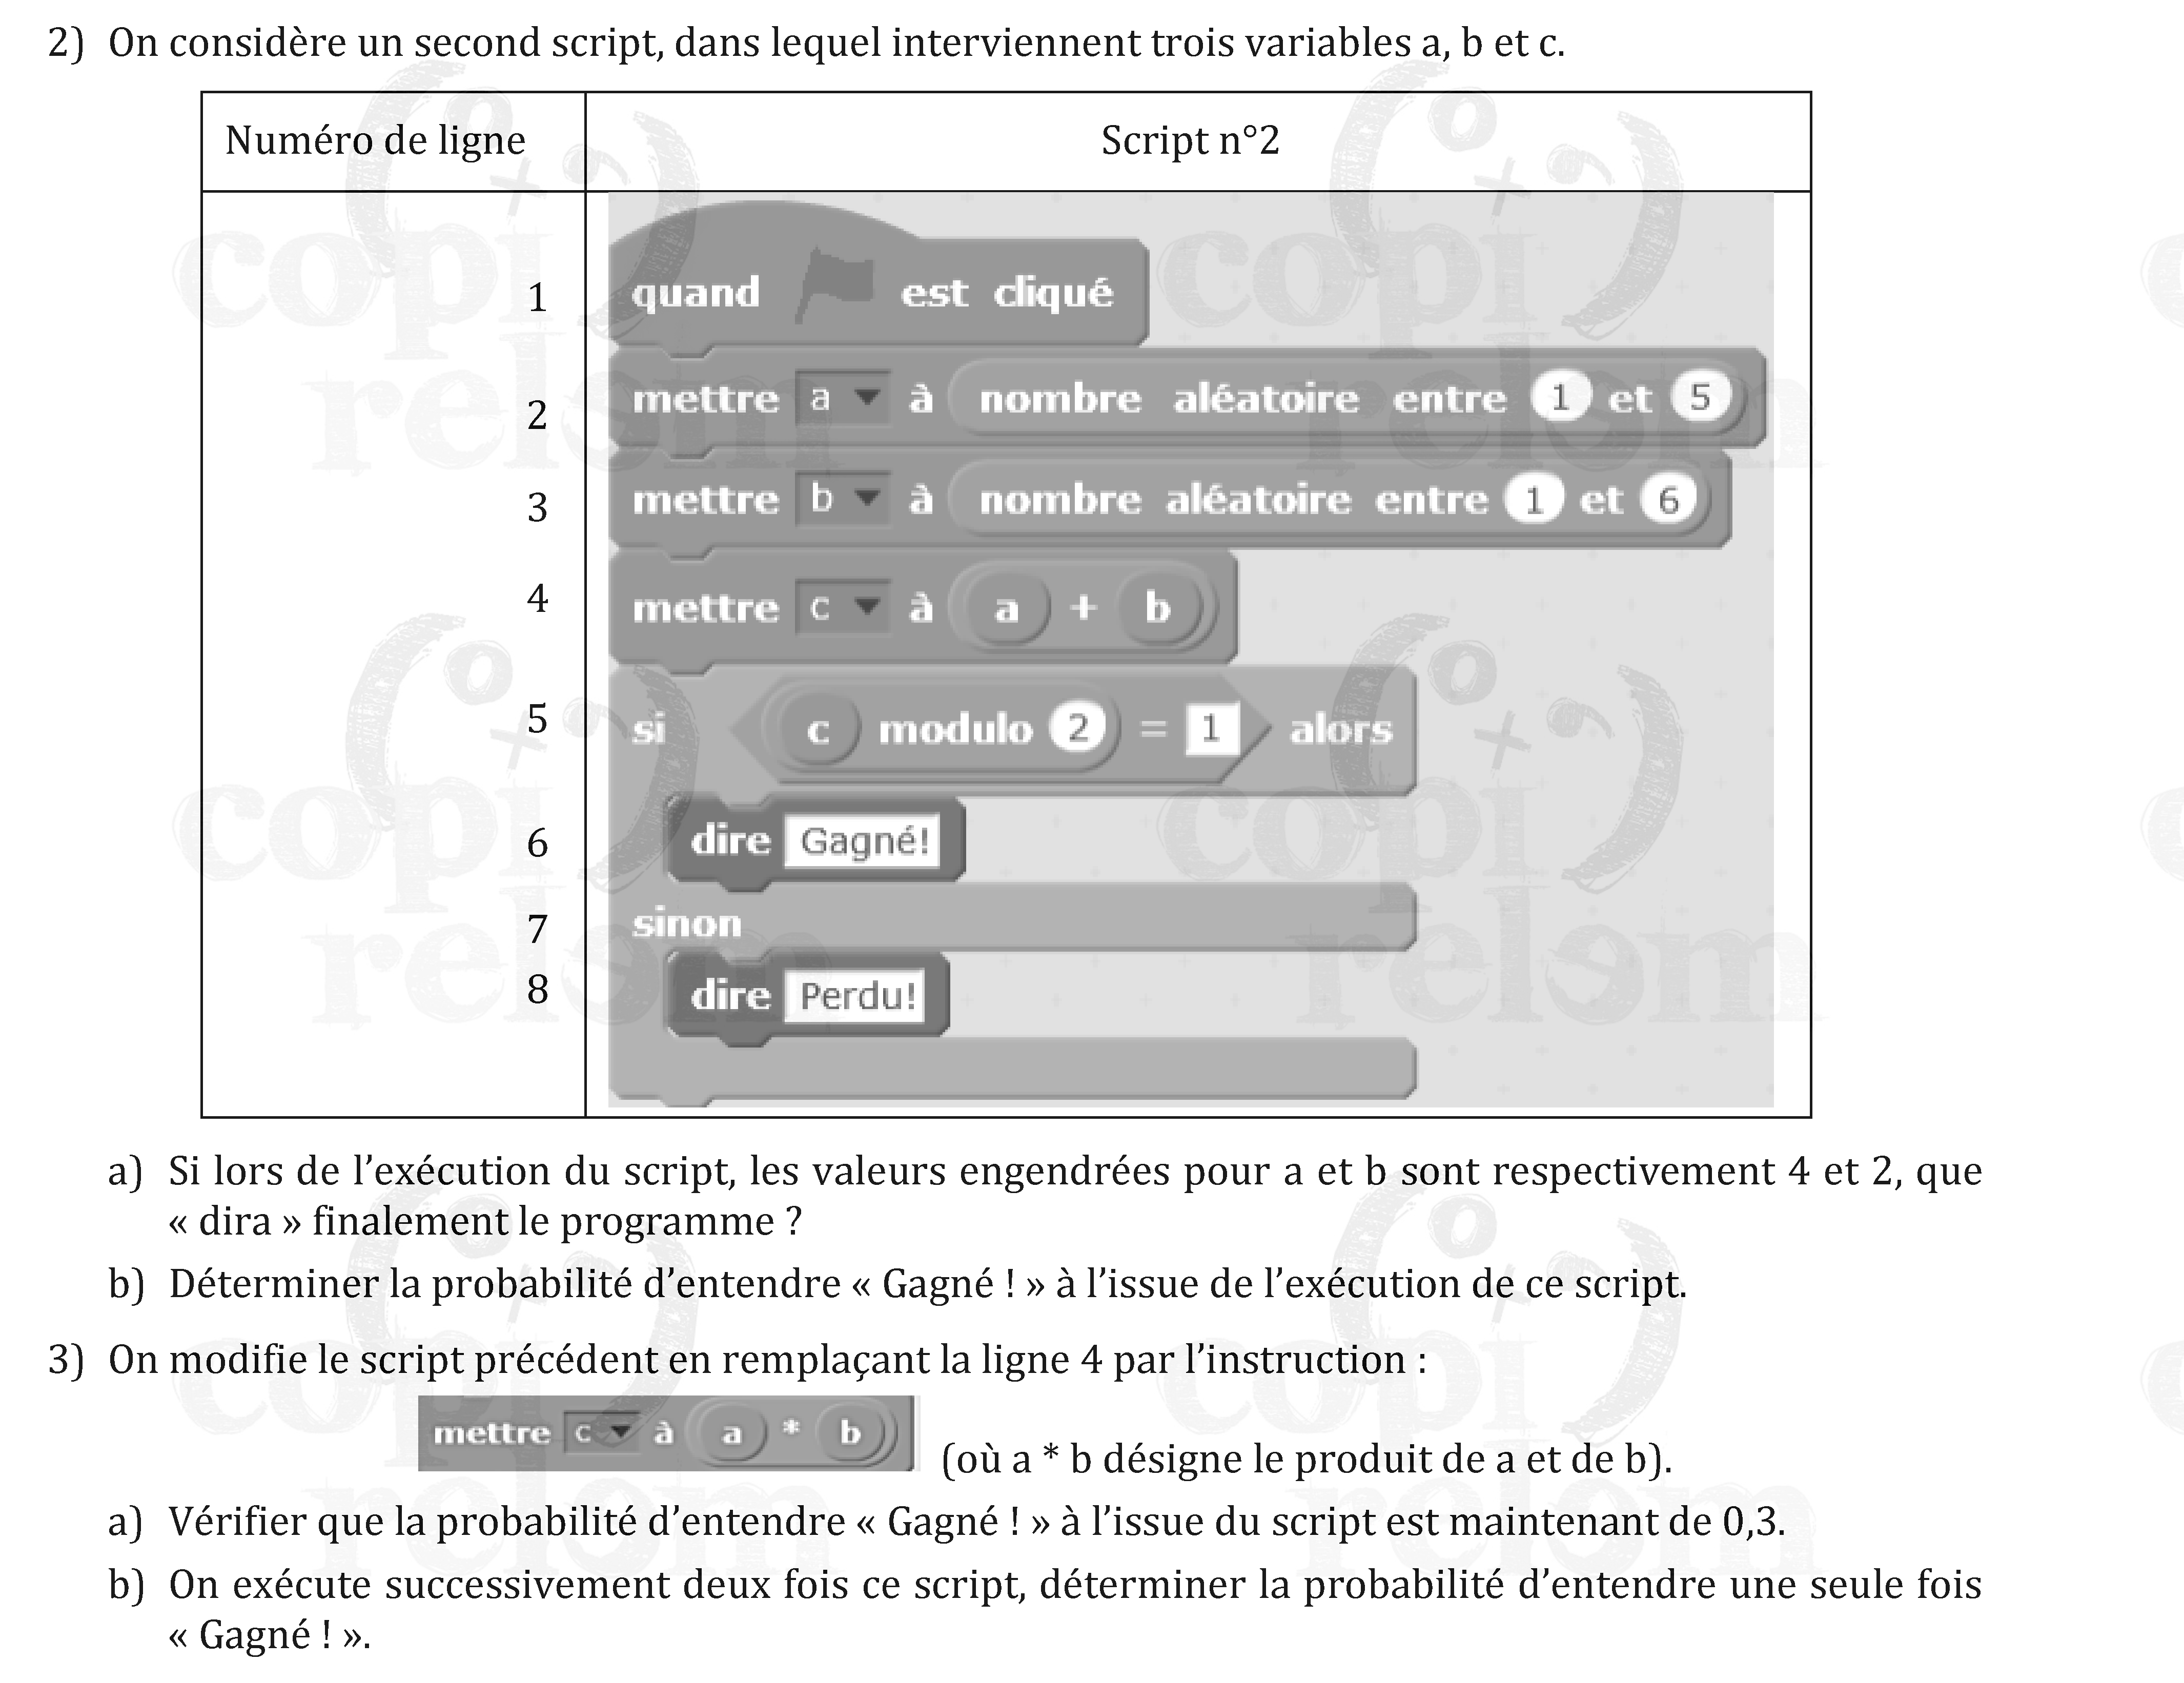 2) On considère un second script, dans lequel interviennent trois variables a, b et c.
Numéro de ligne Script n°2
1 quand est cliqué
2 mettre a à nombre aléatoire entre 1 et 5
3 mettre b à nombre aléatoire entre 1 et 6
4 mettre c à a + b
5 si c modulo 2 = 1 alors
6 dire Gagné!
7 sinon
8 dire Perdu!
a) Si lors de l'exécution du script, les valeurs engendrées pour a et b sont respectivement 4 et 2, que
« dira » finalement le programme ?
b) Déterminer la probabilité d'entendre « Gagné ! » à l'issue de l'exécution de ce script.
3) On modifie le script précédent en remplaçant la ligne 4 par l'instruction :
mettre c à a * b (où a * b désigne le produit de a et de b).
a) Vérifier que la probabilité d'entendre « Gagné ! » à l'issue du script est maintenant de 0,3.
b) On exécute successivement deux fois ce script, déterminer la probabilité d'entendre une seule fois
« Gagné ! ».
copi
relem